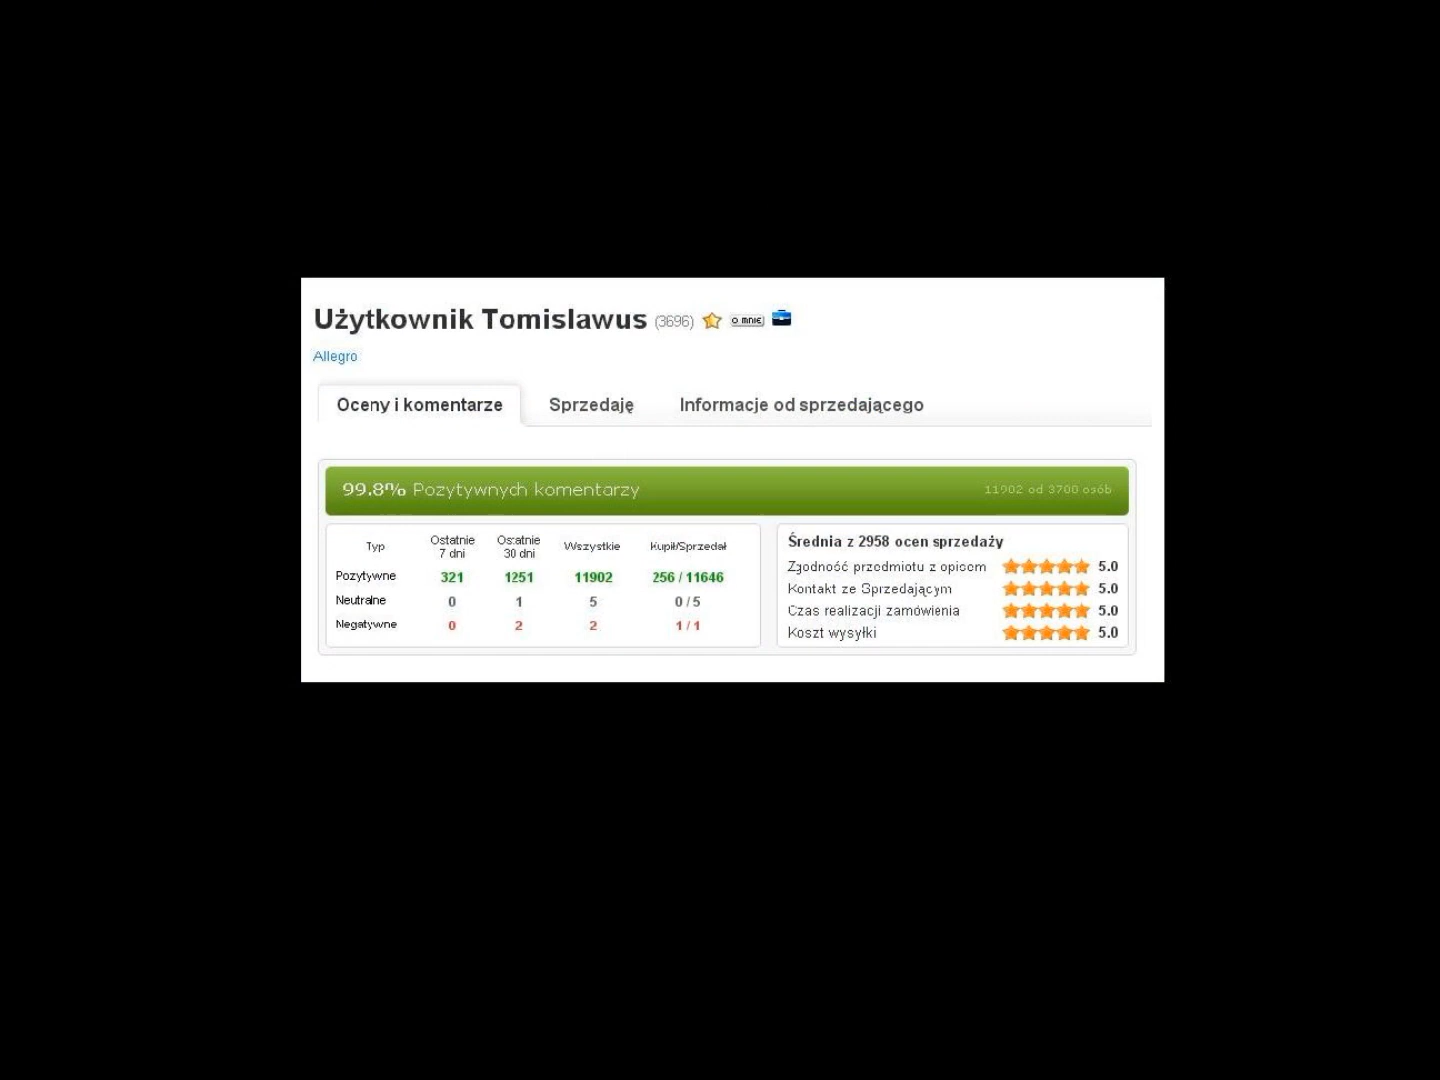 Użytkownik Tomislawus (3696) O MNIE
Allegro
Oceny i komentarze Sprzedaję Informacje od sprzedającego
99.8% Pozytywnych komentarzy 11902 od 3700 osób
Typ Ostatnie 7 dni Ostatnie 30 dni Wszystkie Kupił/Sprzedał
Pozytywne 321 1251 11902 256 / 11646
Neutralne 0 1 5 0 / 5
Negatywne 0 2 2 1 / 1
Średnia z 2958 ocen sprzedaży
Zgodność przedmiotu z opisem 5.0
Kontakt ze Sprzedającym 5.0
Czas realizacji zamówienia 5.0
Koszt wysyłki 5.0